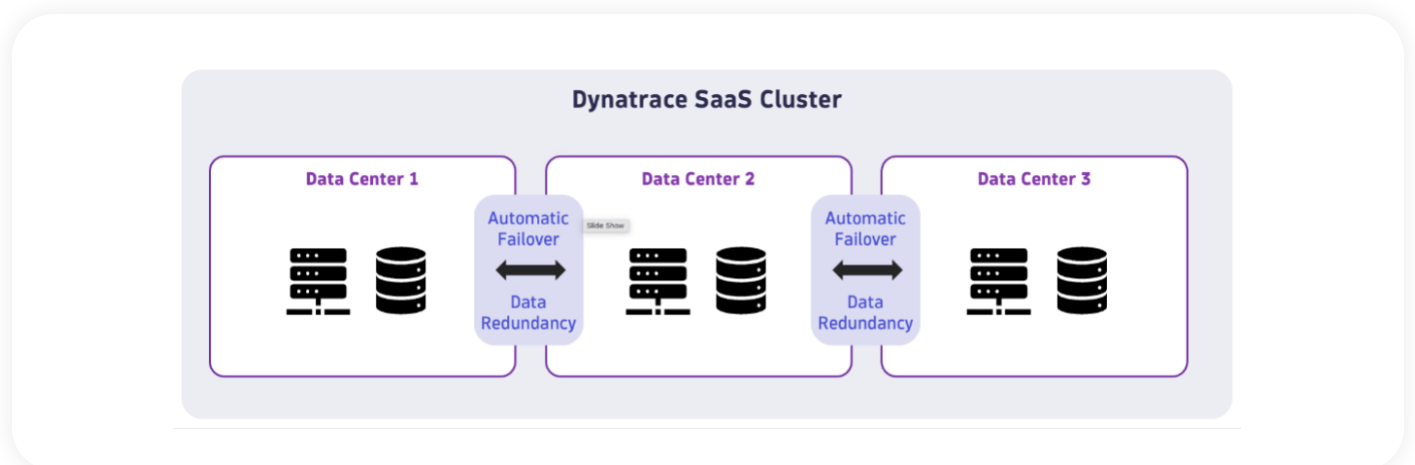 Dynatrace SaaS Cluster
Data Center 1
Data Center 2
Data Center 3
Automatic
Failover
Data
Redundancy
Slide Show
Automatic
Failover
Data
Redundancy